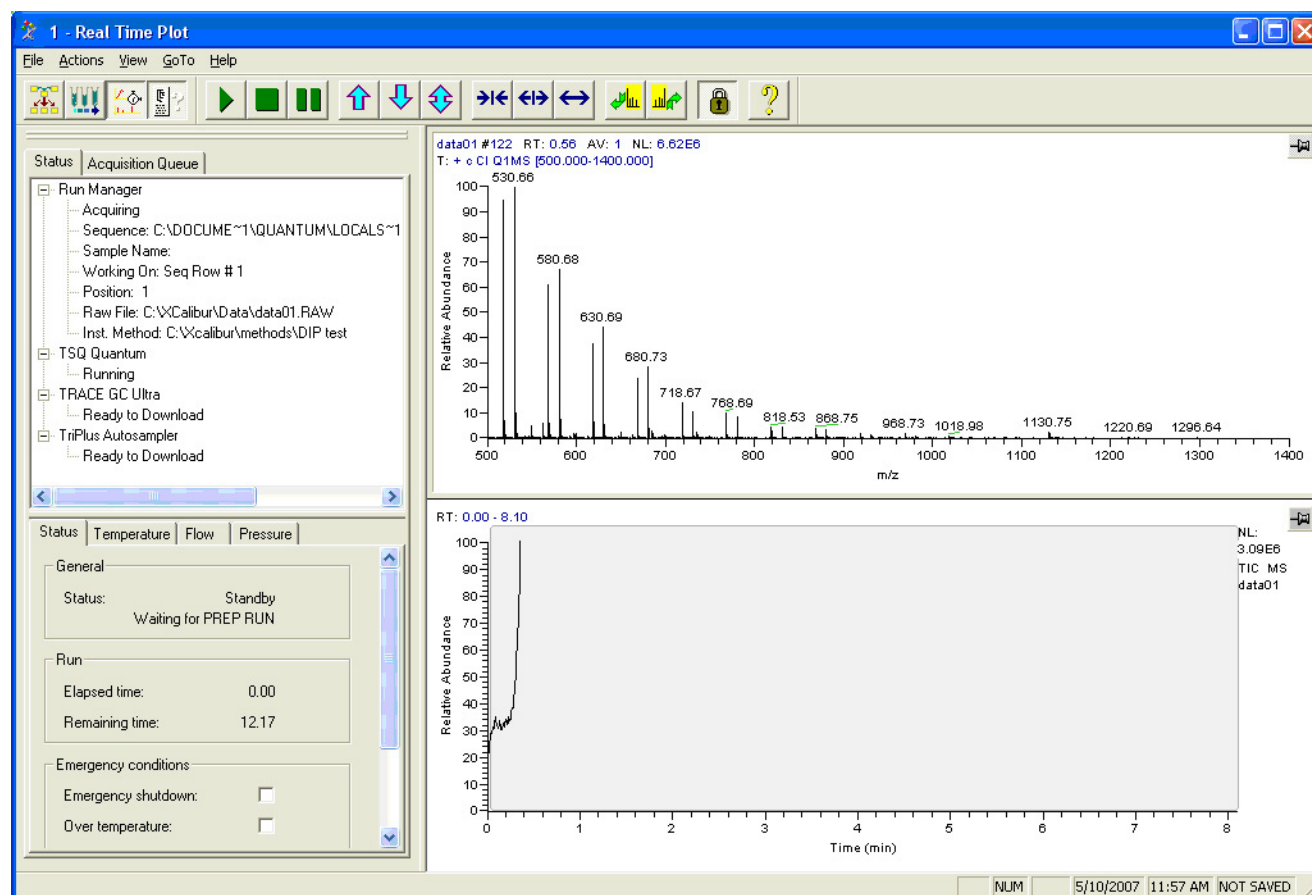 1 - Real Time Plot
File Actions View GoTo Help
Status Acquisition Queue
Run Manager
Acquiring
Sequence: C:\DOCUME~1\QUANTUM\LOCALS~1
Sample Name:
Working On: Seq Row # 1
Position: 1
Raw File: C:\XCalibur\Data\data01.RAW
Inst. Method: C:\Xcalibur\methods\DIP test
TSQ Quantum
Running
TRACE GC Ultra
Ready to Download
TriPlus Autosampler
Ready to Download
Status Temperature Flow Pressure
General
Status: Standby
Waiting for PREP RUN
Run
Elapsed time: 0.00
Remaining time: 12.17
Emergency conditions
Emergency shutdown:
Over temperature:
data01 #122 RT: 0.56 AV: 1 NL: 6.62E6
T: + c CI Q1MS [500.000-1400.000]
Relative Abundance
100
90
80
70
60
50
40
30
20
10
0
530.66
580.68
630.69
680.73
718.67
768.69
818.53
868.75
968.73
1018.98
1130.75
1220.69
1296.64
500 600 700 800 900 1000 1100 1200 1300 1400
m/z
RT: 0.00 - 8.10
NL:
3.09E6
TIC MS
data01
Relative Abundance
100
90
80
70
60
50
40
30
20
10
0
0 1 2 3 4 5 6 7 8
Time (min)
NUM 5/10/2007 11:57 AM NOT SAVED